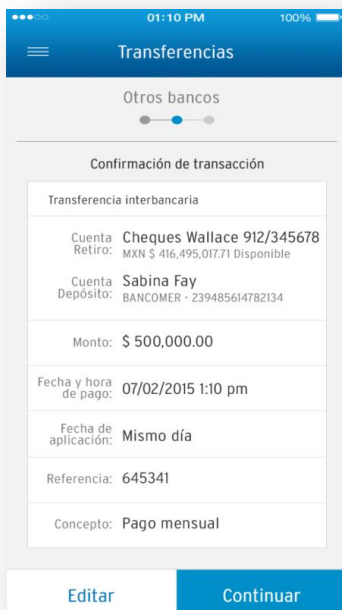 01:10 PM 100%
Transferencias
Otros bancos
Confirmación de transacción
Transferencia interbancaria
Cuenta Retiro: Cheques Wallace 912/345678
MXN $ 416,495,017.71 Disponible
Cuenta Depósito: Sabina Fay
BANCOMER - 239485614782134
Monto: $ 500,000.00
Fecha y hora de pago: 07/02/2015 1:10 pm
Fecha de aplicación: Mismo día
Referencia: 645341
Concepto: Pago mensual
Editar Continuar